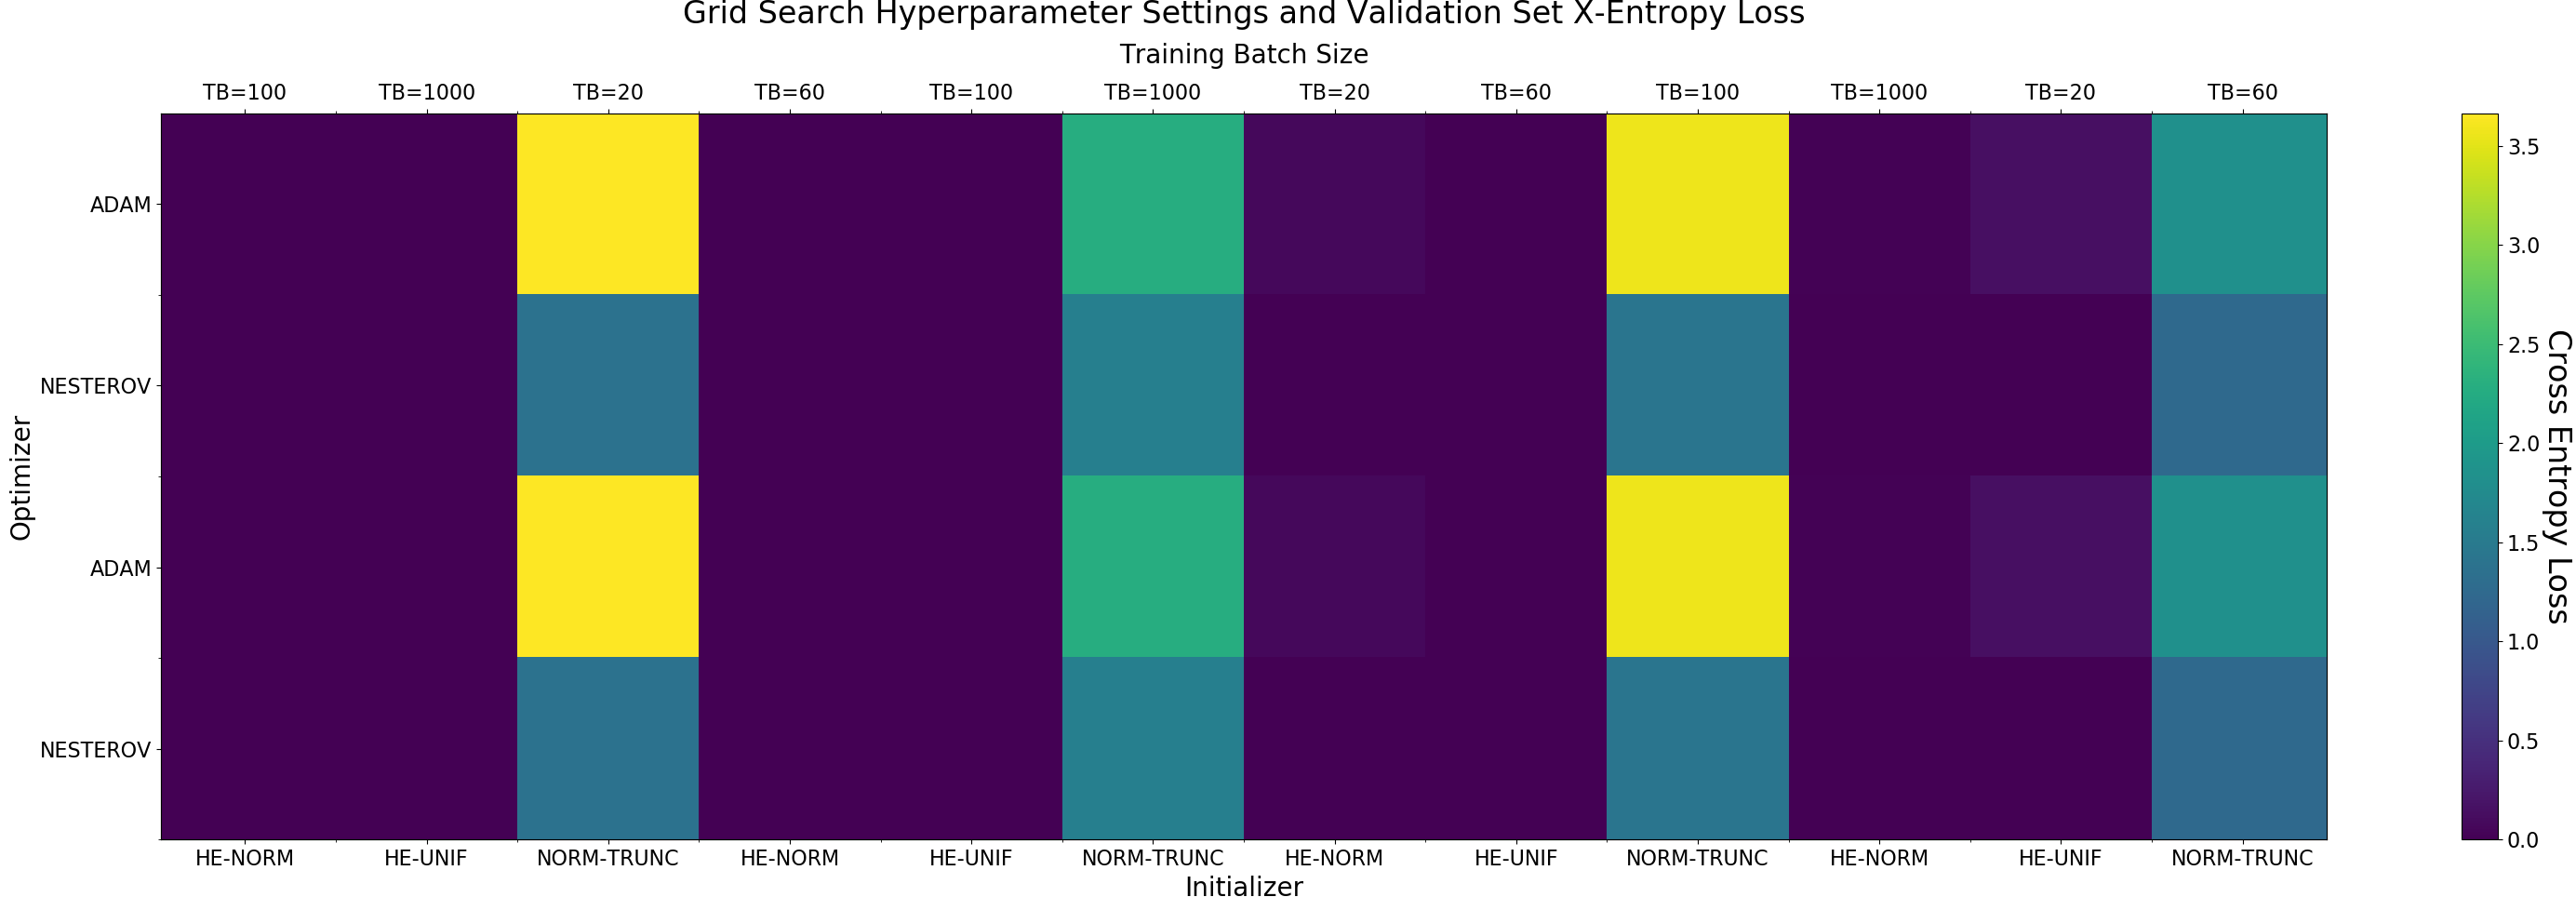 Grid Search Hyperparameter Settings and Validation Set X-Entropy Loss
Training Batch Size
TB=100 TB=1000 TB=20 TB=60 TB=100 TB=1000 TB=20 TB=60 TB=100 TB=1000 TB=20 TB=60
ADAM
NESTEROV
ADAM
NESTEROV
Optimizer
HE-NORM HE-UNIF NORM-TRUNC HE-NORM HE-UNIF NORM-TRUNC HE-NORM HE-UNIF NORM-TRUNC HE-NORM HE-UNIF NORM-TRUNC
Initializer
3.5
3.0
2.5
2.0
1.5
1.0
0.5
0.0
Cross Entropy Loss